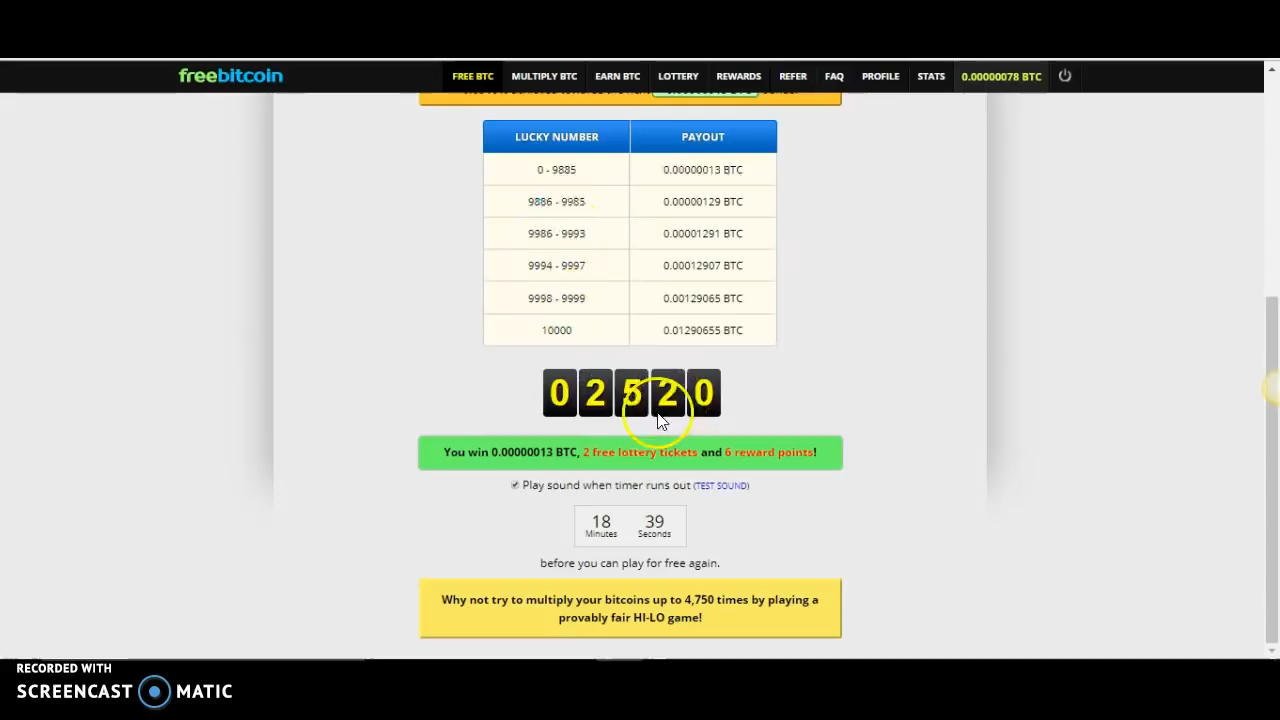 freebitcoin
FREE BTC MULTIPLY BTC EARN BTC LOTTERY REWARDS REFER FAQ PROFILE STATS 0.00000078 BTC
LUCKY NUMBER PAYOUT
0 - 9885 0.00000013 BTC
9886 - 9985 0.00000129 BTC
9986 - 9993 0.00001291 BTC
9994 - 9997 0.00012907 BTC
9998 - 9999 0.00129065 BTC
10000 0.01290655 BTC
0 2 5 2 0
You win 0.00000013 BTC, 2 free lottery tickets and 6 reward points!
Play sound when timer runs out (TEST SOUND)
18 39
Minutes Seconds
before you can play for free again.
Why not try to multiply your bitcoins up to 4,750 times by playing a
provably fair HI-LO game!
RECORDED WITH
SCREENCAST MATIC